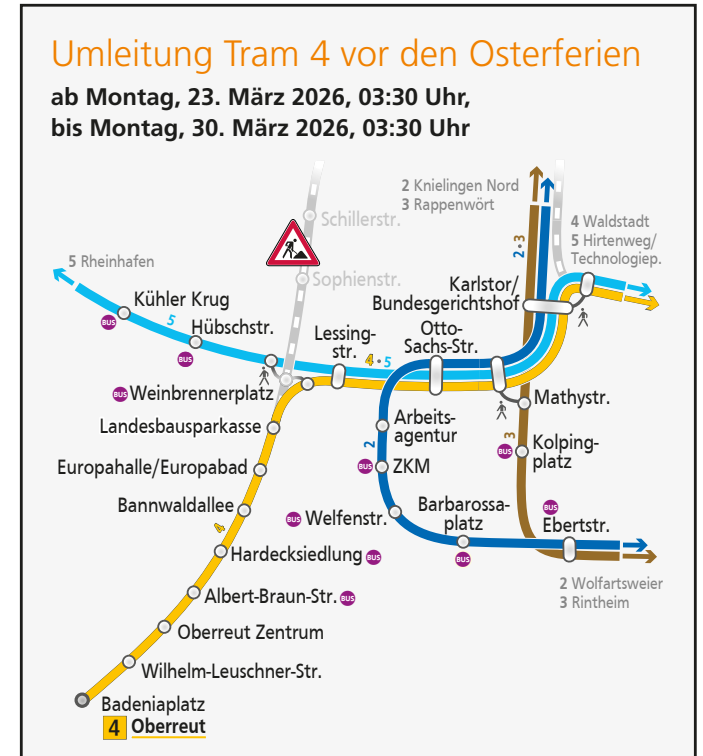 Umleitung Tram 4 vor den Osterferien
ab Montag, 23. März 2026, 03:30 Uhr,
bis Montag, 30. März 2026, 03:30 Uhr
2 Knielingen Nord
3 Rappenwört
Schillerstr.
4 Waldstadt
5 Hirtenweg/
Technologiep.
2·3
5 Rheinhafen
Sophienstr.
Karlstor/
Bundesgerichtshof
Kühler Krug
BUS
5
Hübschstr.
BUS
Lessing-
str.
4·5
Otto-
Sachs-Str.
BUS
Weinbrennerplatz
Mathystr.
Landesbausparkasse
Arbeits-
agentur
2
3
BUS
Kolping-
platz
Europahalle/Europabad
BUS
ZKM
Bannwaldallee
BUS
Welfenstr.
Barbarossa-
platz
BUS
BUS
Ebertstr.
4
Hardecksiedlung
BUS
2 Wolfartsweier
3 Rintheim
Albert-Braun-Str.
BUS
Oberreut Zentrum
Wilhelm-Leuschner-Str.
Badeniaplatz
4 Oberreut